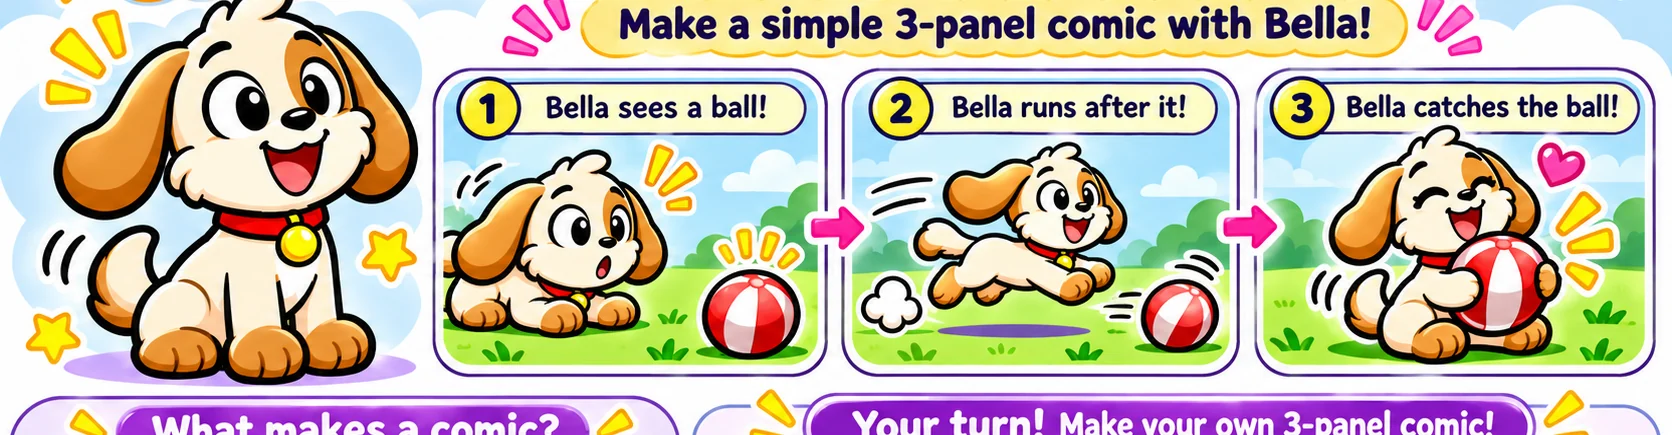 Make a simple 3-panel comic with Bella!
1 Bella sees a ball!
2 Bella runs after it!
3 Bella catches the ball!
What makes a comic?
Your turn! Make your own 3-panel comic!